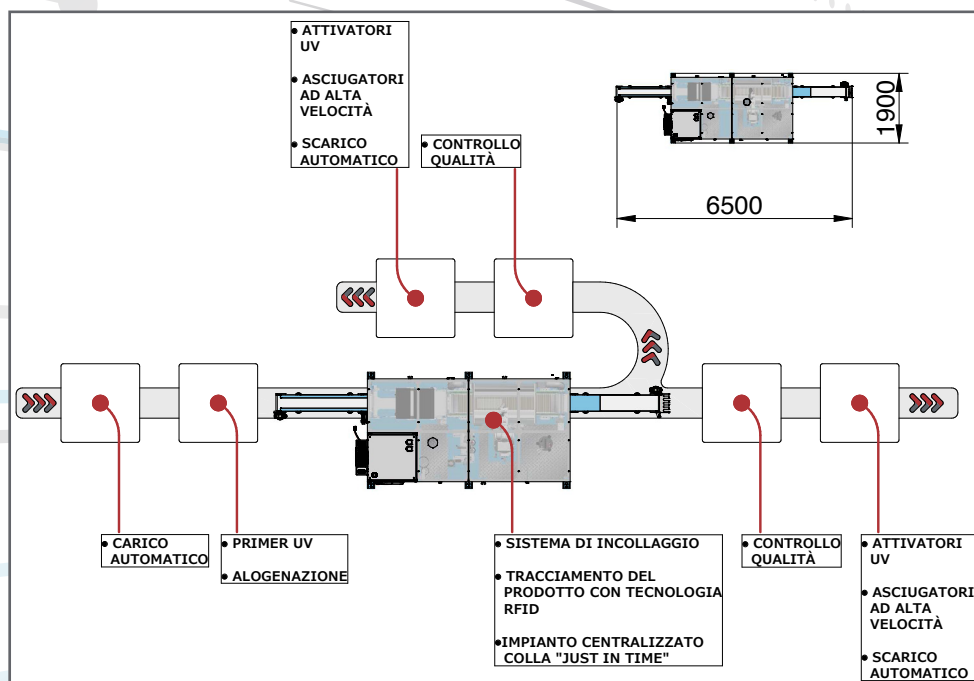 • ATTIVATORI
UV
• ASCIUGATORI
AD ALTA
VELOCITÀ
• SCARICO
AUTOMATICO
• CONTROLLO
QUALITÀ
1900
6500
• CARICO
AUTOMATICO
• PRIMER UV
• ALOGENAZIONE
• SISTEMA DI INCOLLAGGIO
• TRACCIAMENTO DEL
PRODOTTO CON TECNOLOGIA
RFID
•IMPIANTO CENTRALIZZATO
COLLA "JUST IN TIME"
• CONTROLLO
QUALITÀ
• ATTIVATORI
UV
• ASCIUGATORI
AD ALTA
VELOCITÀ
• SCARICO
AUTOMATICO